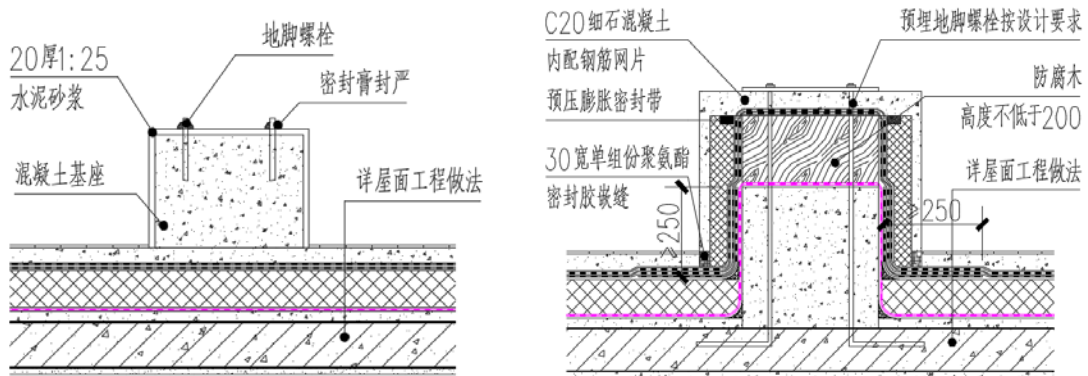 地脚螺栓
20厚1:25
水泥砂浆
密封膏封严
混凝土基座
详屋面工程做法
C20细石混凝土
内配钢筋网片
预压膨胀密封带
30宽单组份聚氨酯
密封胶嵌缝
≥250
预埋地脚螺栓按设计要求
防腐木
高度不低于200
详屋面工程做法
250